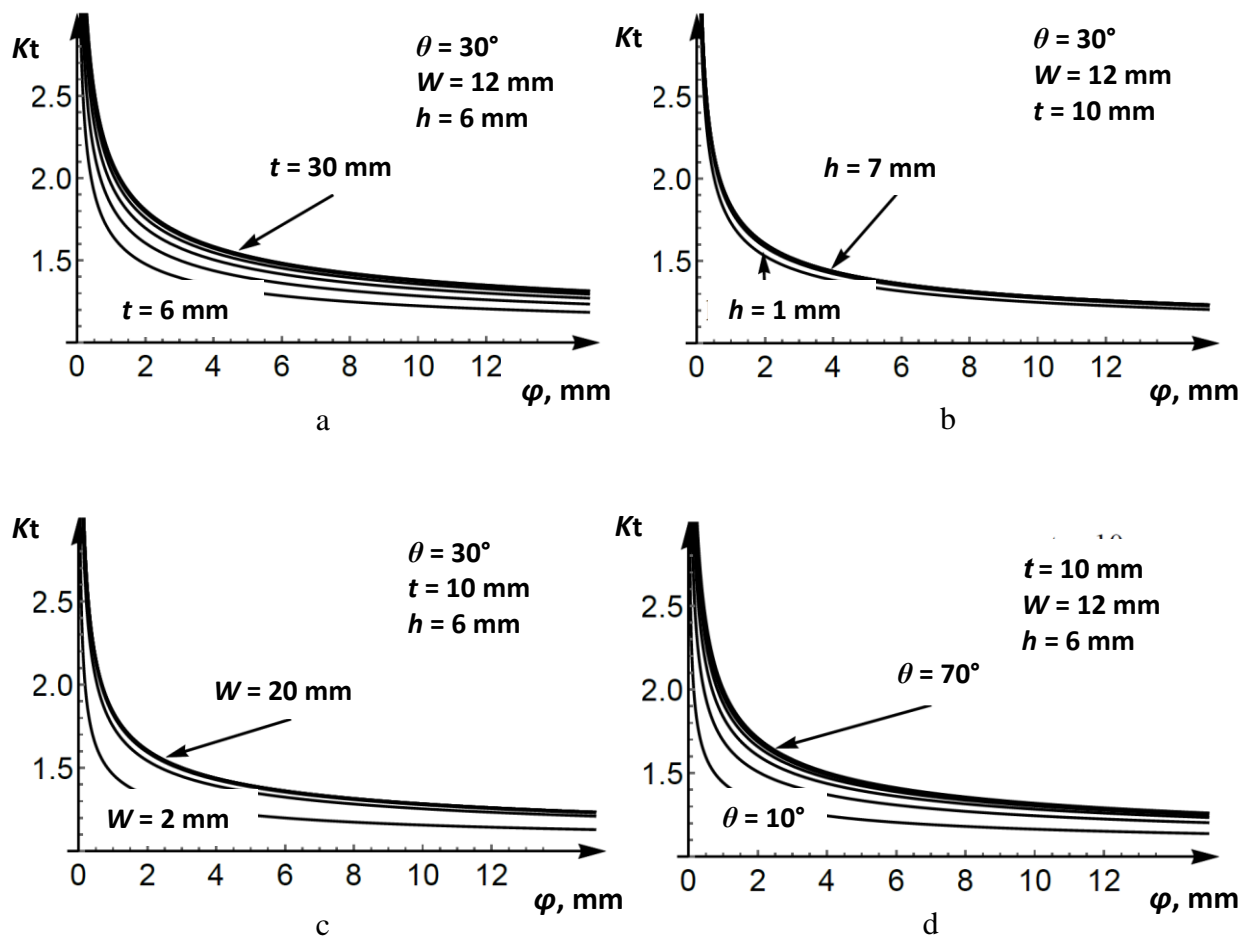 Kt
θ = 30°
W = 12 mm
h = 6 mm
2.5
2.0
1.5
t = 30 mm
t = 6 mm
0 2 4 6 8 10 12
φ, mm
a
Kt
θ = 30°
W = 12 mm
t = 10 mm
2.5
2.0
1.5
h = 7 mm
h = 1 mm
0 2 4 6 8 10 12
φ, mm
b
Kt
θ = 30°
t = 10 mm
h = 6 mm
2.5
2.0
1.5
W = 20 mm
W = 2 mm
0 2 4 6 8 10 12
φ, mm
c
Kt
t = 10 mm
W = 12 mm
h = 6 mm
2.5
2.0
1.5
θ = 70°
θ = 10°
0 2 4 6 8 10 12
φ, mm
d